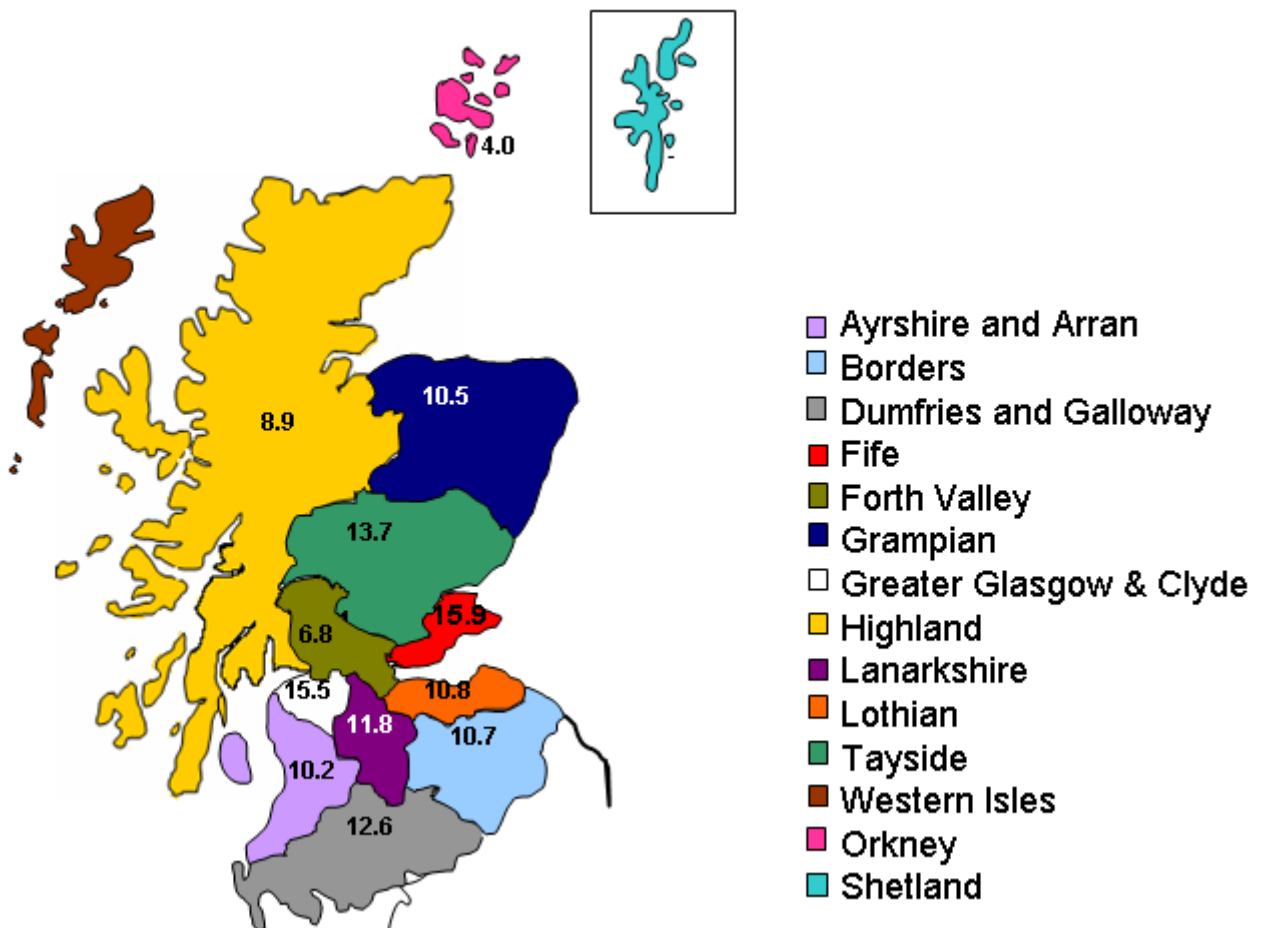 4.0
-
8.9
10.5
13.7
15.9
6.8
15.5
10.8
11.8
10.7
10.2
12.6
Ayrshire and Arran
Borders
Dumfries and Galloway
Fife
Forth Valley
Grampian
Greater Glasgow & Clyde
Highland
Lanarkshire
Lothian
Tayside
Western Isles
Orkney
Shetland